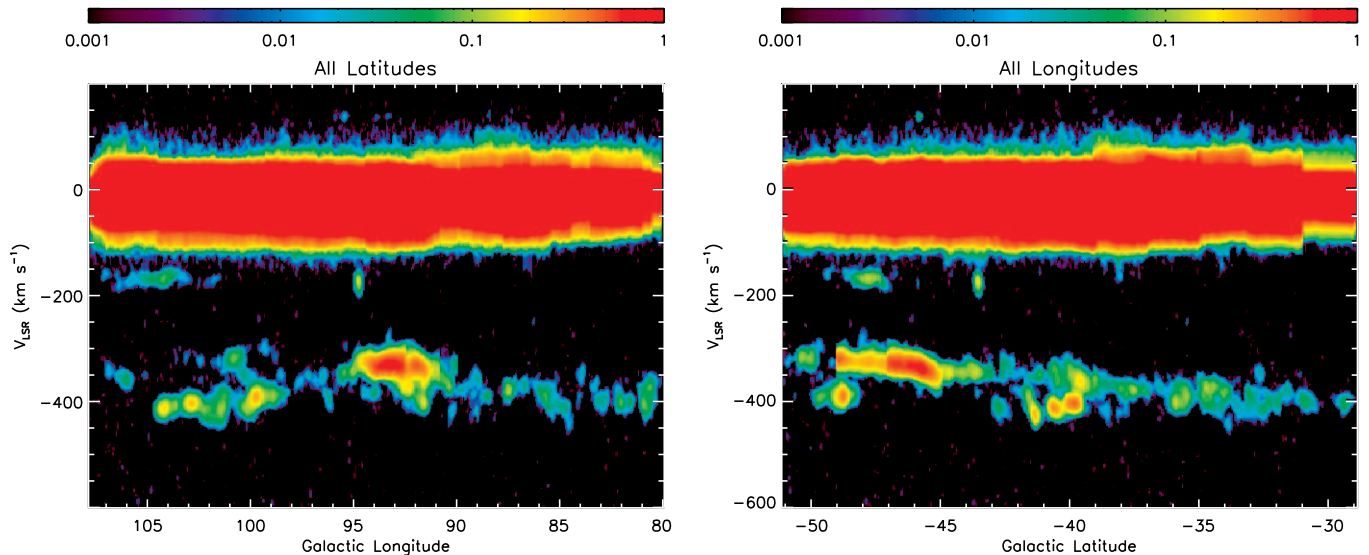 0.001 0.01 0.1 1
All Latitudes
0
−200
−400
V_LSR (km s⁻¹)
105 100 95 90 85 80
Galactic Longitude
0.001 0.01 0.1 1
All Longitudes
0
−200
−400
−600
V_LSR (km s⁻¹)
−50 −45 −40 −35 −30
Galactic Latitude